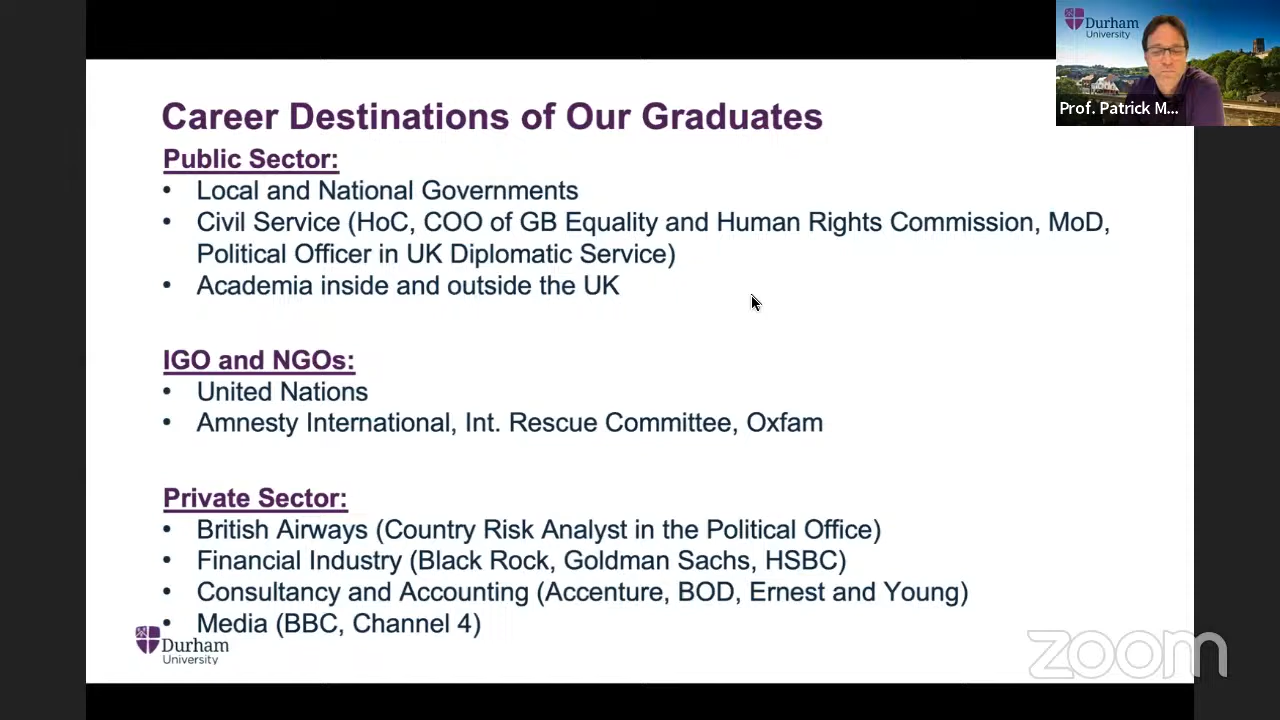 Durham
University
Prof. Patrick M...
Career Destinations of Our Graduates
Public Sector:
• Local and National Governments
• Civil Service (HoC, COO of GB Equality and Human Rights Commission, MoD,
Political Officer in UK Diplomatic Service)
• Academia inside and outside the UK
IGO and NGOs:
• United Nations
• Amnesty International, Int. Rescue Committee, Oxfam
Private Sector:
• British Airways (Country Risk Analyst in the Political Office)
• Financial Industry (Black Rock, Goldman Sachs, HSBC)
• Consultancy and Accounting (Accenture, BOD, Ernest and Young)
• Media (BBC, Channel 4)
Durham
University
zoom